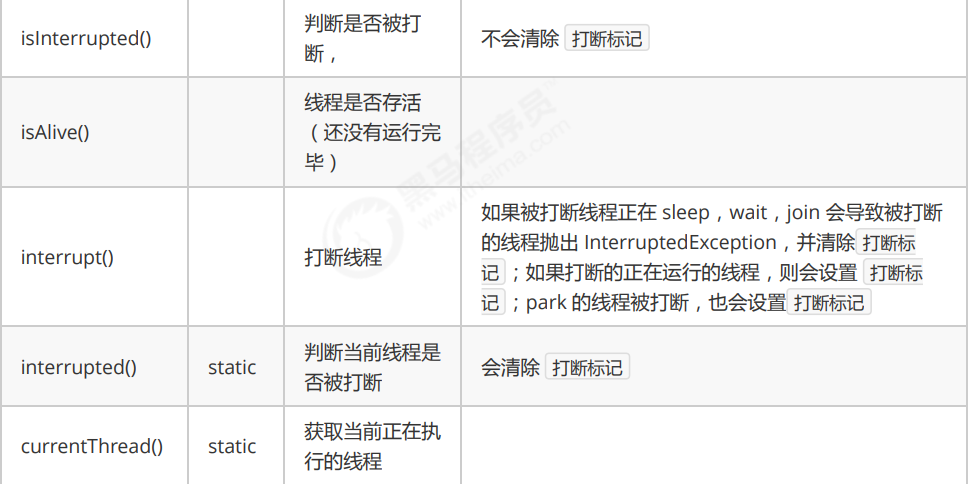 isInterrupted()
判断是否被打
断，
不会清除 打断标记
isAlive()
线程是否存活
（还没有运行完
毕）
interrupt()
打断线程
如果被打断线程正在 sleep，wait，join 会导致被打断
的线程抛出 InterruptedException，并清除 打断标
记 ；如果打断的正在运行的线程，则会设置 打断标
记 ；park 的线程被打断，也会设置 打断标记
interrupted()
static
判断当前线程是
否被打断
会清除 打断标记
currentThread()
static
获取当前正在执
行的线程
黑马程序员
www.itheima.com